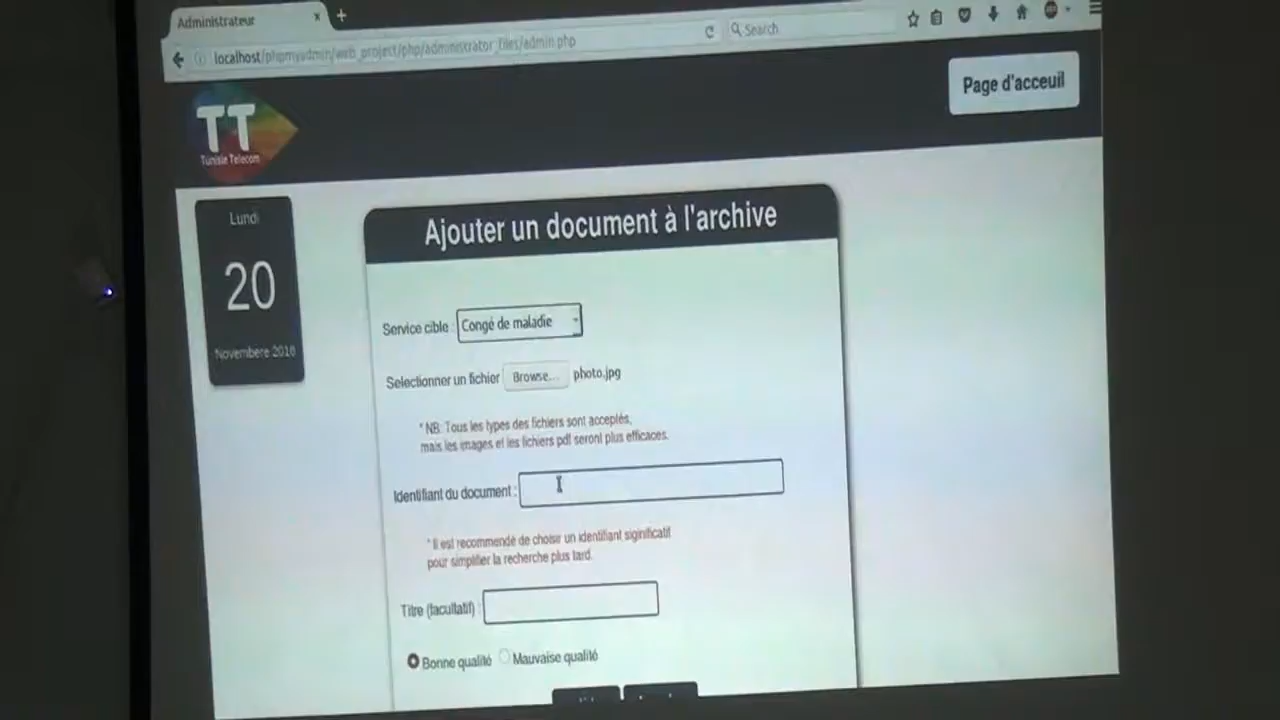 Administrateur x +
localhost/phpmyadmin/web_project/php/administrator_files/admin.php
Search
TT
Tunisie Telecom
Page d'acceuil
Lundi
20
Novembere 2016
Ajouter un document à l'archive
Service cible : Congé de maladie
Selectionner un fichier Browse... photo.jpg
* NB: Tous les types des fichiers sont acceptés,
mais les images et les fichiers pdf seront plus efficaces.
Identifiant du document :
* Il est recommendé de choisir un identifiant siginificatif
pour simplifier la recherche plus tard.
Titre (facultatif) :
Bonne qualité Mauvaise qualité